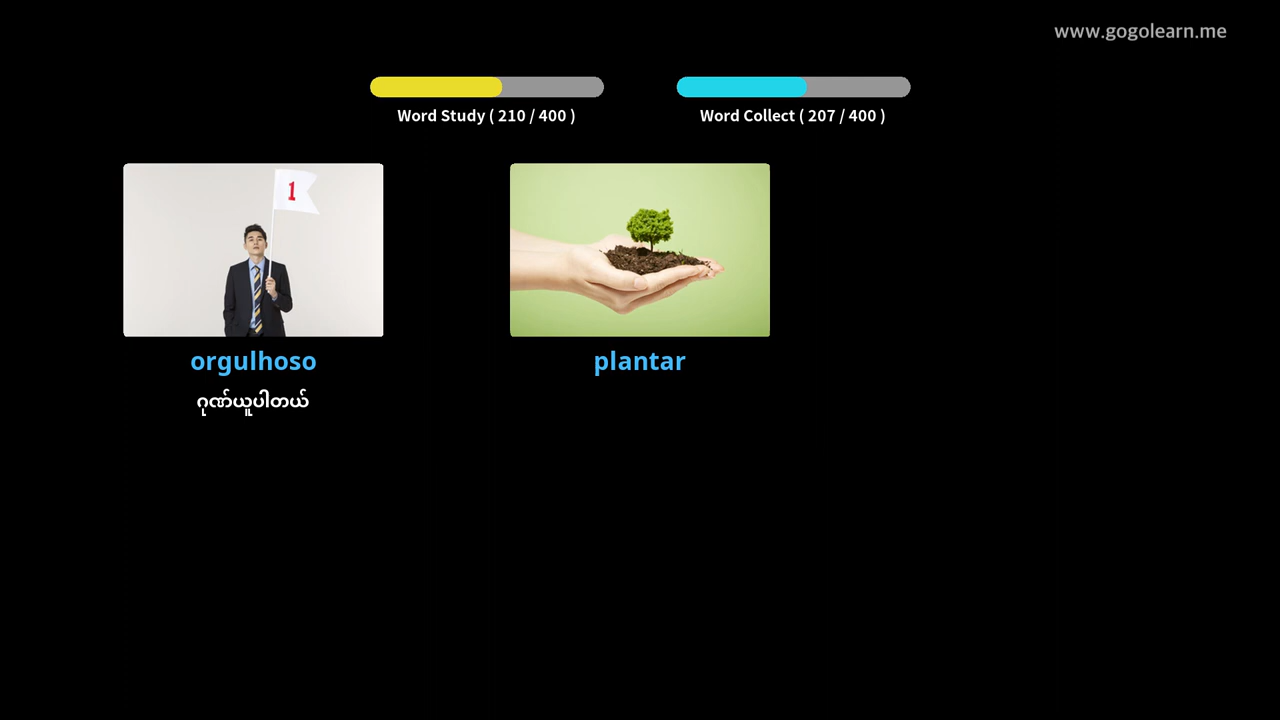 www.gogolearn.me
Word Study ( 210 / 400 )
Word Collect ( 207 / 400 )
1
orgulhoso
plantar
ဂုဏ်ယူပါတယ်